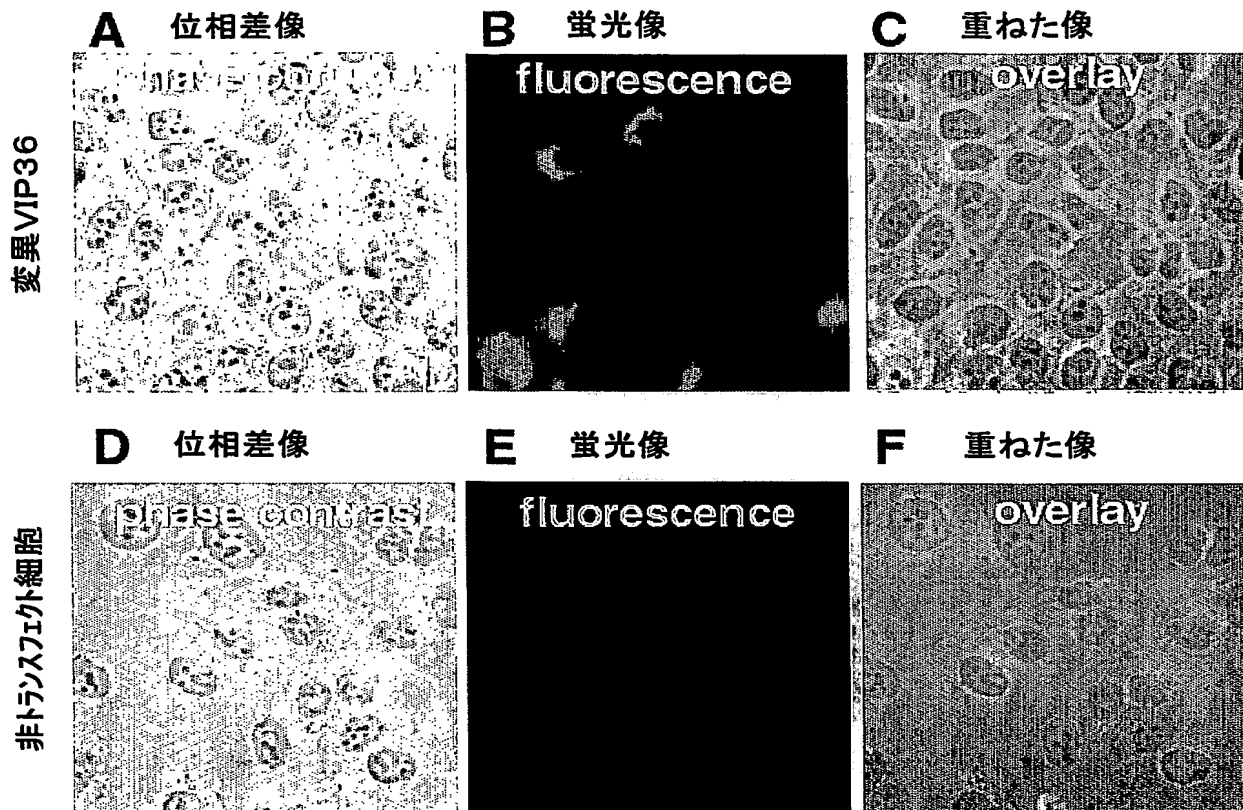 A 位相差像
B 蛍光像
C 重ねた像
変異VIP36
fluorescence
overlay
D 位相差像
E 蛍光像
F 重ねた像
非トランスフェクト細胞
phase contrast
fluorescence
overlay